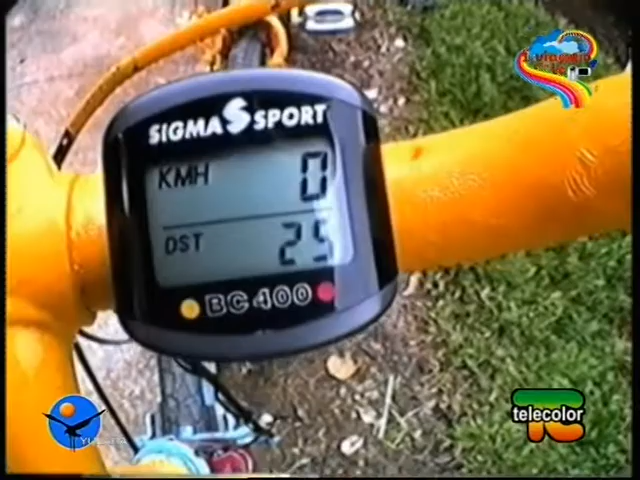 SIGMA SPORT
KMH 0
DST 25
BC 400
telecolor